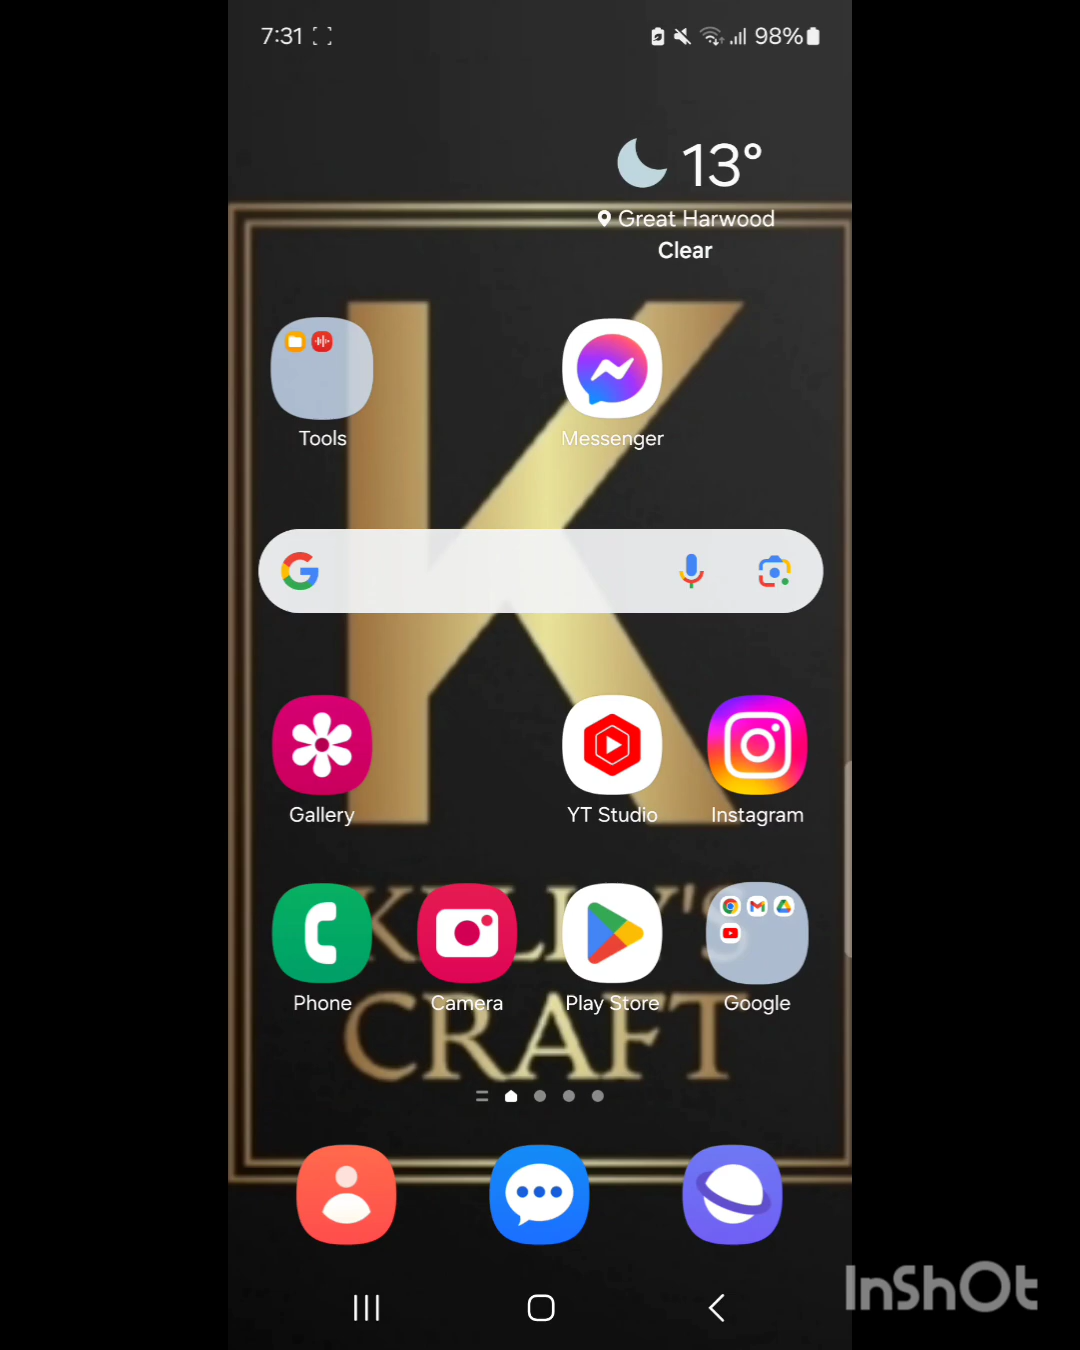 7:31 98%
13°
Great Harwood
Clear
Tools Messenger
Gallery YT Studio Instagram
KELLY'S
Phone Camera Play Store Google
CRAFT
InShOt